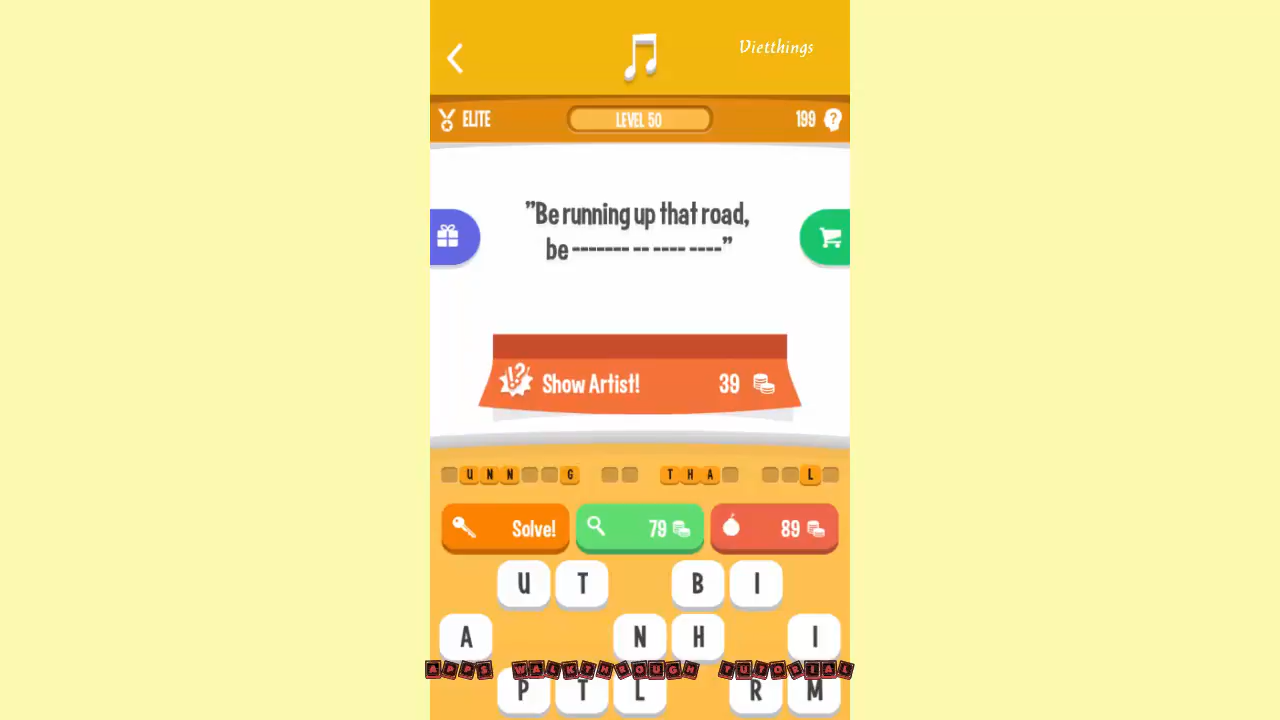 Vietthings
ELITE
LEVEL 50
199
"Be running up that road,
be ------- -- ---- ----"
Show Artist!
39
U N N G T H A L
Solve!
79
89
U T B I
A N H I
APPS WALKTHROUGH TUTORIAL
P T L R M